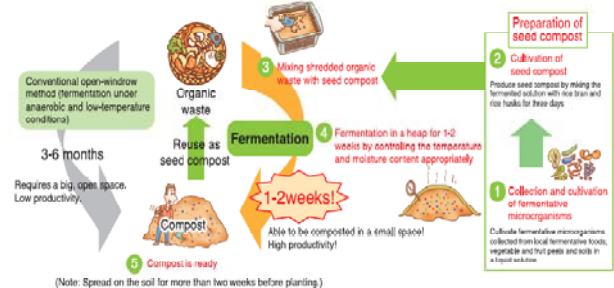 Preparation of
seed compost
2 Cultivation of
seed compost
Produce seed compost by mixing the
fermented solution with rice bran and
rice husks for three days
1 Collection and cultivation
of fermentative
microrganisms
Cultivate fermentative microorganisms
collected from local fermentative foods,
vegetable and fruit peels and soils in
a liquid solution
3 Mixing shredded organic
waste with seed compost
Organic
waste
Conventional open-windrow
method (fermentation under
anaerobic and low-temperature
conditions)
3-6 months
Requires a big, open space.
Low productivity.
Reuse as
seed compost
Fermentation
4 Fermentation in a heap for 1-2
weeks by controlling the temperature
and moisture content appropriately
1-2weeks!
Able to be composted in a small space!
High productivity!
Compost
5 Compost is ready
(Note: Spread on the soil for more than two weeks before planting.)